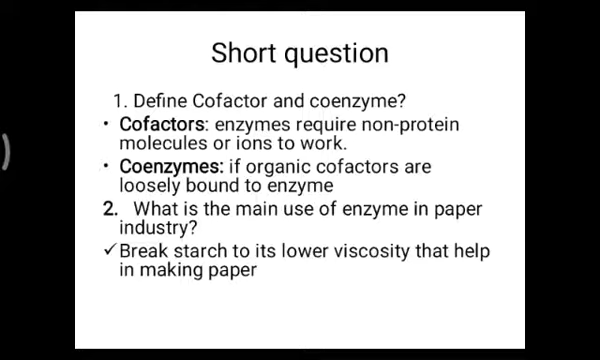 Short question
1. Define Cofactor and coenzyme?
• Cofactors: enzymes require non-protein
molecules or ions to work.
• Coenzymes: if organic cofactors are
loosely bound to enzyme
2. What is the main use of enzyme in paper
industry?
✓Break starch to its lower viscosity that help
in making paper